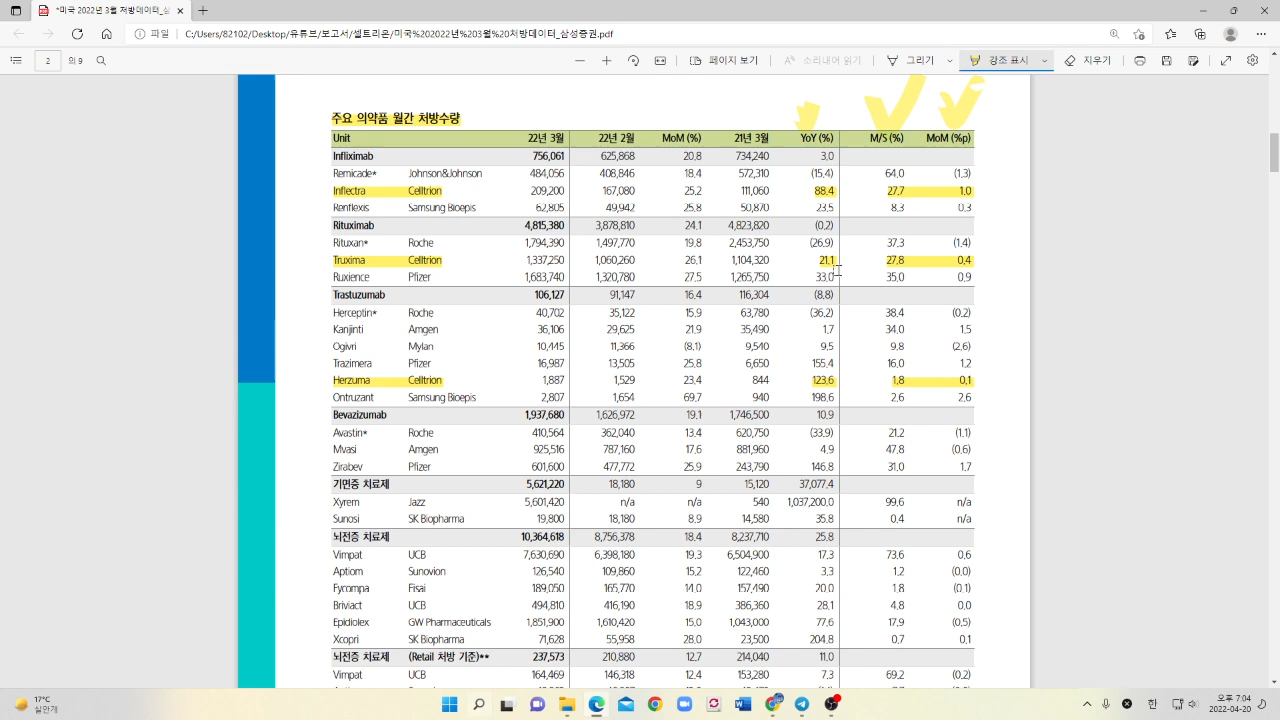 *미국 2022년 3월 처방데이터_삼성
파일 C:/Users/82102/Desktop/유튜브/보고서/셀트리온/미국%202022년%203월%20처방데이터_삼성증권.pdf
2 의 9 페이지 보기 소리내어 읽기 그리기 강조 표시 지우기
주요 의약품 월간 처방수량
Unit 22년 3월 22년 2월 MoM (%) 21년 3월 YoY (%) M/S (%) MoM (%p)
Infliximab 756,061 625,868 20.8 734,240 3.0
Remicade* Johnson&Johnson 484,056 408,846 18.4 572,310 (15.4) 64.0 (1.3)
Inflectra Celltrion 209,200 167,080 25.2 111,060 88.4 27.7 1.0
Renflexis Samsung Bioepis 62,805 49,942 25.8 50,870 23.5 8.3 0.3
Rituximab 4,815,380 3,878,810 24.1 4,823,820 (0.2)
Rituxan* Roche 1,794,390 1,497,770 19.8 2,453,750 (26.9) 37.3 (1.4)
Truxima Celltrion 1,337,250 1,060,260 26.1 1,104,320 21.1 27.8 0.4
Ruxience Pfizer 1,683,740 1,320,780 27.5 1,265,750 33.0 35.0 0.9
Trastuzumab 106,127 91,147 16.4 116,304 (8.8)
Herceptin* Roche 40,702 35,122 15.9 63,780 (36.2) 38.4 (0.2)
Kanjinti Amgen 36,106 29,625 21.9 35,490 1.7 34.0 1.5
Ogivri Mylan 10,445 11,366 (8.1) 9,540 9.5 9.8 (2.6)
Trazimera Pfizer 16,987 13,505 25.8 6,650 155.4 16.0 1.2
Herzuma Celltrion 1,887 1,529 23.4 844 123.6 1.8 0.1
Ontruzant Samsung Bioepis 2,807 1,654 69.7 940 198.6 2.6 2.6
Bevazizumab 1,937,680 1,626,972 19.1 1,746,500 10.9
Avastin* Roche 410,564 362,040 13.4 620,750 (33.9) 21.2 (1.1)
Mvasi Amgen 925,516 787,160 17.6 881,960 4.9 47.8 (0.6)
Zirabev Pfizer 601,600 477,772 25.9 243,790 146.8 31.0 1.7
기면증 치료제 5,621,220 18,180 9 15,120 37,077.4
Xyrem Jazz 5,601,420 n/a n/a 540 1,037,200.0 99.6 n/a
Sunosi SK Biopharma 19,800 18,180 8.9 14,580 35.8 0.4 n/a
뇌전증 치료제 10,364,618 8,756,378 18.4 8,237,710 25.8
Vimpat UCB 7,630,690 6,398,180 19.3 6,504,900 17.3 73.6 0.6
Aptiom Sunovion 126,540 109,860 15.2 122,460 3.3 1.2 (0.0)
Fycompa Eisai 189,050 165,770 14.0 157,490 20.0 1.8 (0.1)
Briviact UCB 494,810 416,190 18.9 386,360 28.1 4.8 0.0
Epidiolex GW Pharmaceuticals 1,851,900 1,610,420 15.0 1,043,000 77.6 17.9 (0.5)
Xcopri SK Biopharma 71,628 55,958 28.0 23,500 204.8 0.7 0.1
뇌전증 치료제 (Retail 처방 기준)** 237,573 210,880 12.7 214,040 11.0
Vimpat UCB 164,469 146,318 12.4 153,280 7.3 69.2 (0.2)
17°C
실안개
한
오후 7:04
2022-04-20